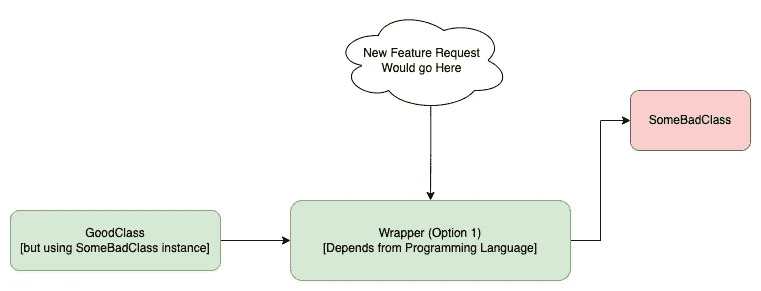 New Feature Request
Would go Here
SomeBadClass
GoodClass
[but using SomeBadClass instance]
Wrapper (Option 1)
[Depends from Programming Language]